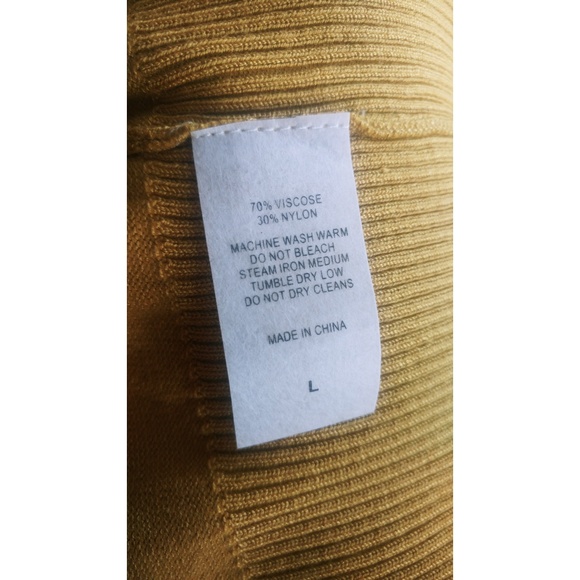 70% VISCOSE
30% NYLON
MACHINE WASH WARM
DO NOT BLEACH
STEAM IRON MEDIUM
TUMBLE DRY LOW
DO NOT DRY CLEANS
MADE IN CHINA
L